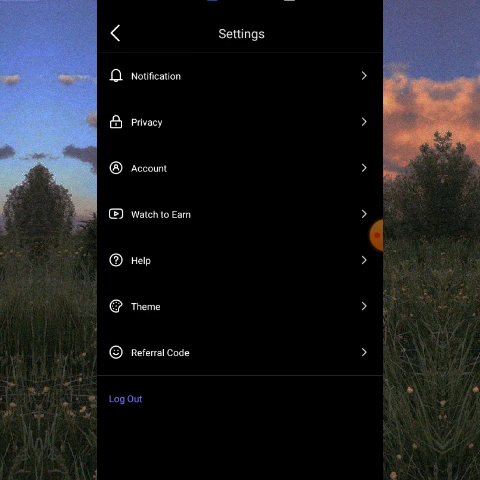 Settings
Notification
Privacy
Account
Watch to Earn
Help
Theme
Referral Code
Log Out